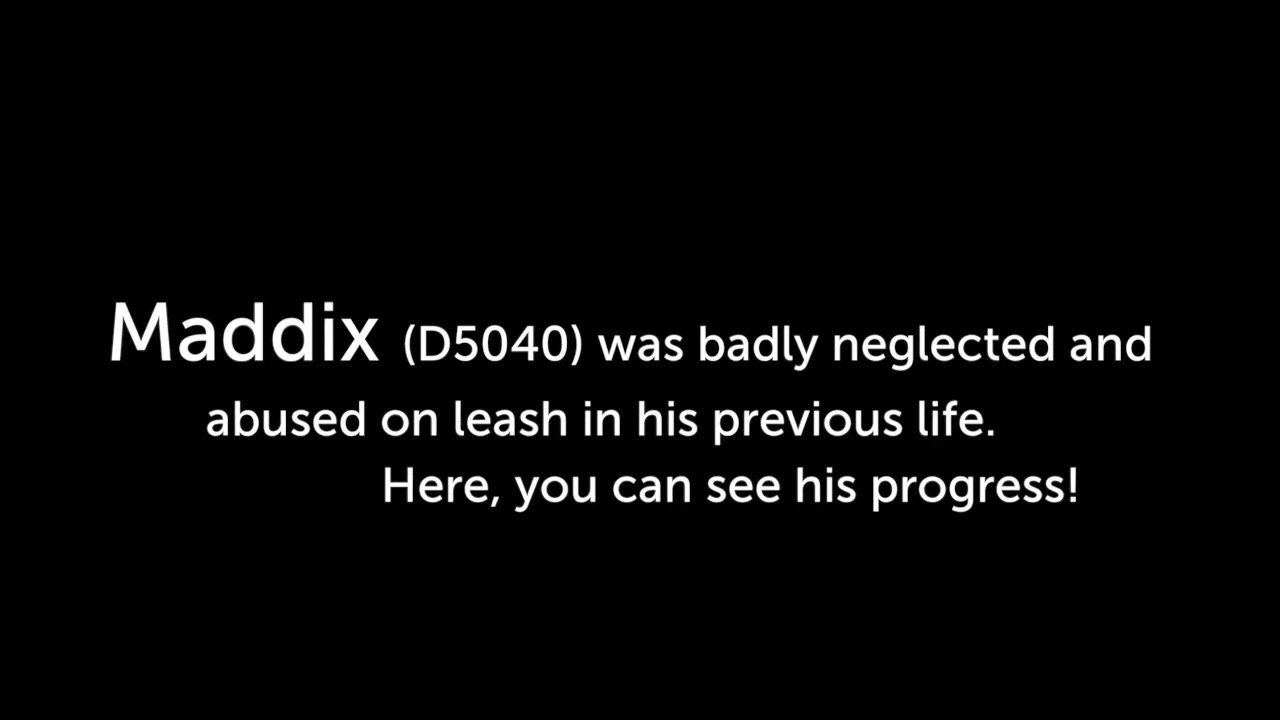 Maddix (D5040) was badly neglected and
abused on leash in his previous life.
Here, you can see his progress!